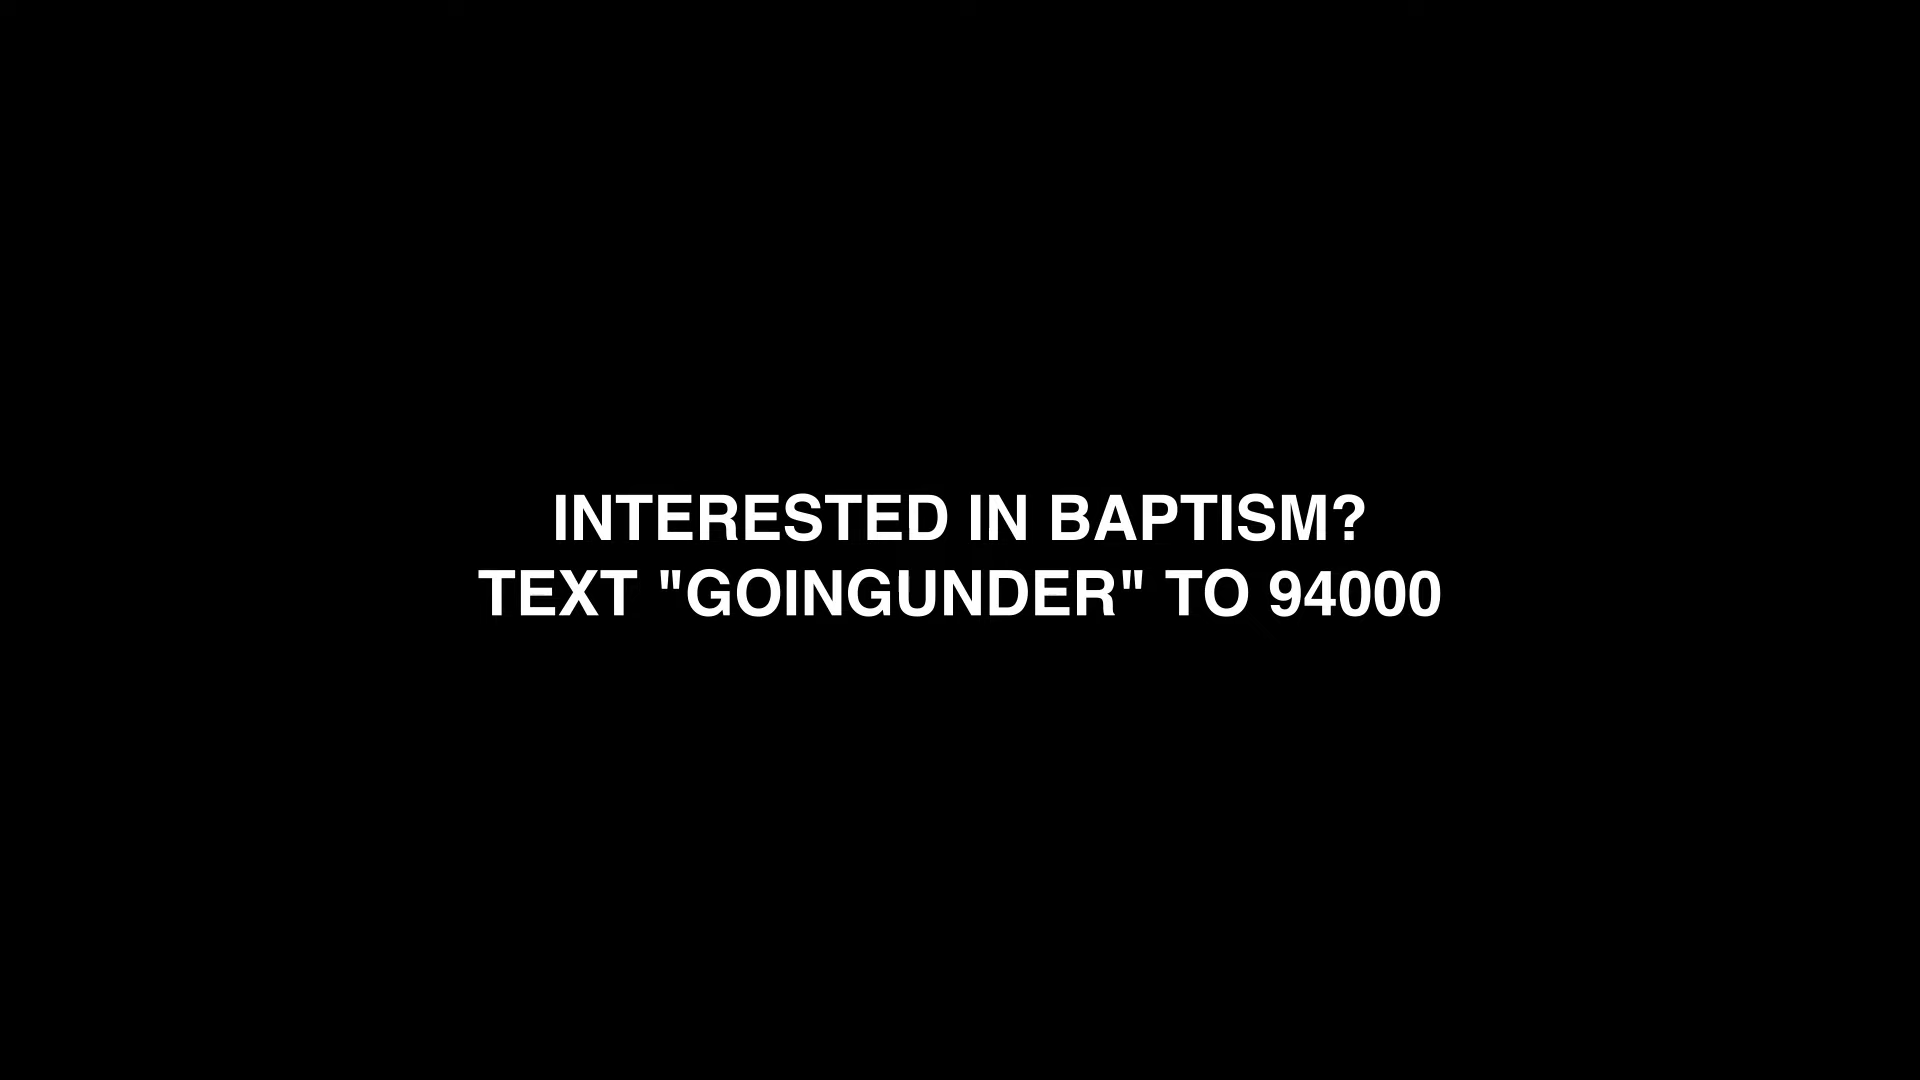 INTERESTED IN BAPTISM?
TEXT "GOINGUNDER" TO 94000